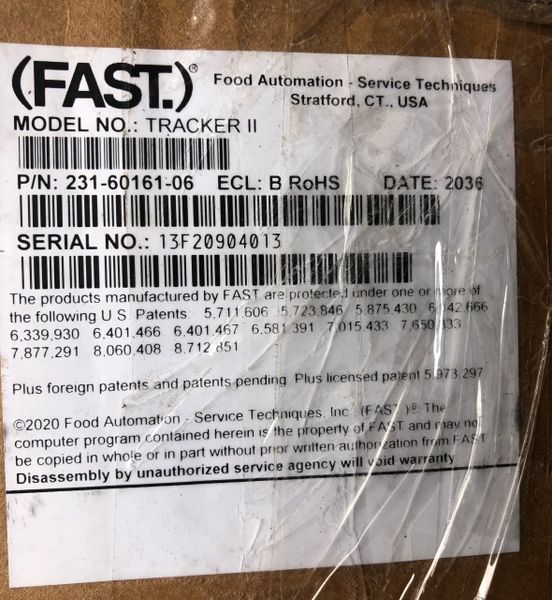 (FAST.)®
Food Automation - Service Techniques
Stratford, CT., USA
MODEL NO.: TRACKER II
P/N: 231-60161-06 ECL: B RoHS DATE: 2036
SERIAL NO.: 13F20904013
The products manufactured by FAST are protected under one or more of
the following U S Patents 5,711,606 5,723,846 5,875,430 6,142,666
6,339,930 6,401,466 6,401,467 6,581,391 7,015,433 7,650,833
7,877,291 8,060,408 8,712,851
Plus foreign patents and patents pending. Plus licensed patent 5,973,297
©2020 Food Automation - Service Techniques, Inc. (FAST.)® The
computer program contained herein is the property of FAST and may not
be copied in whole or in part without prior written authorization from FAST
Disassembly by unauthorized service agency will void warranty